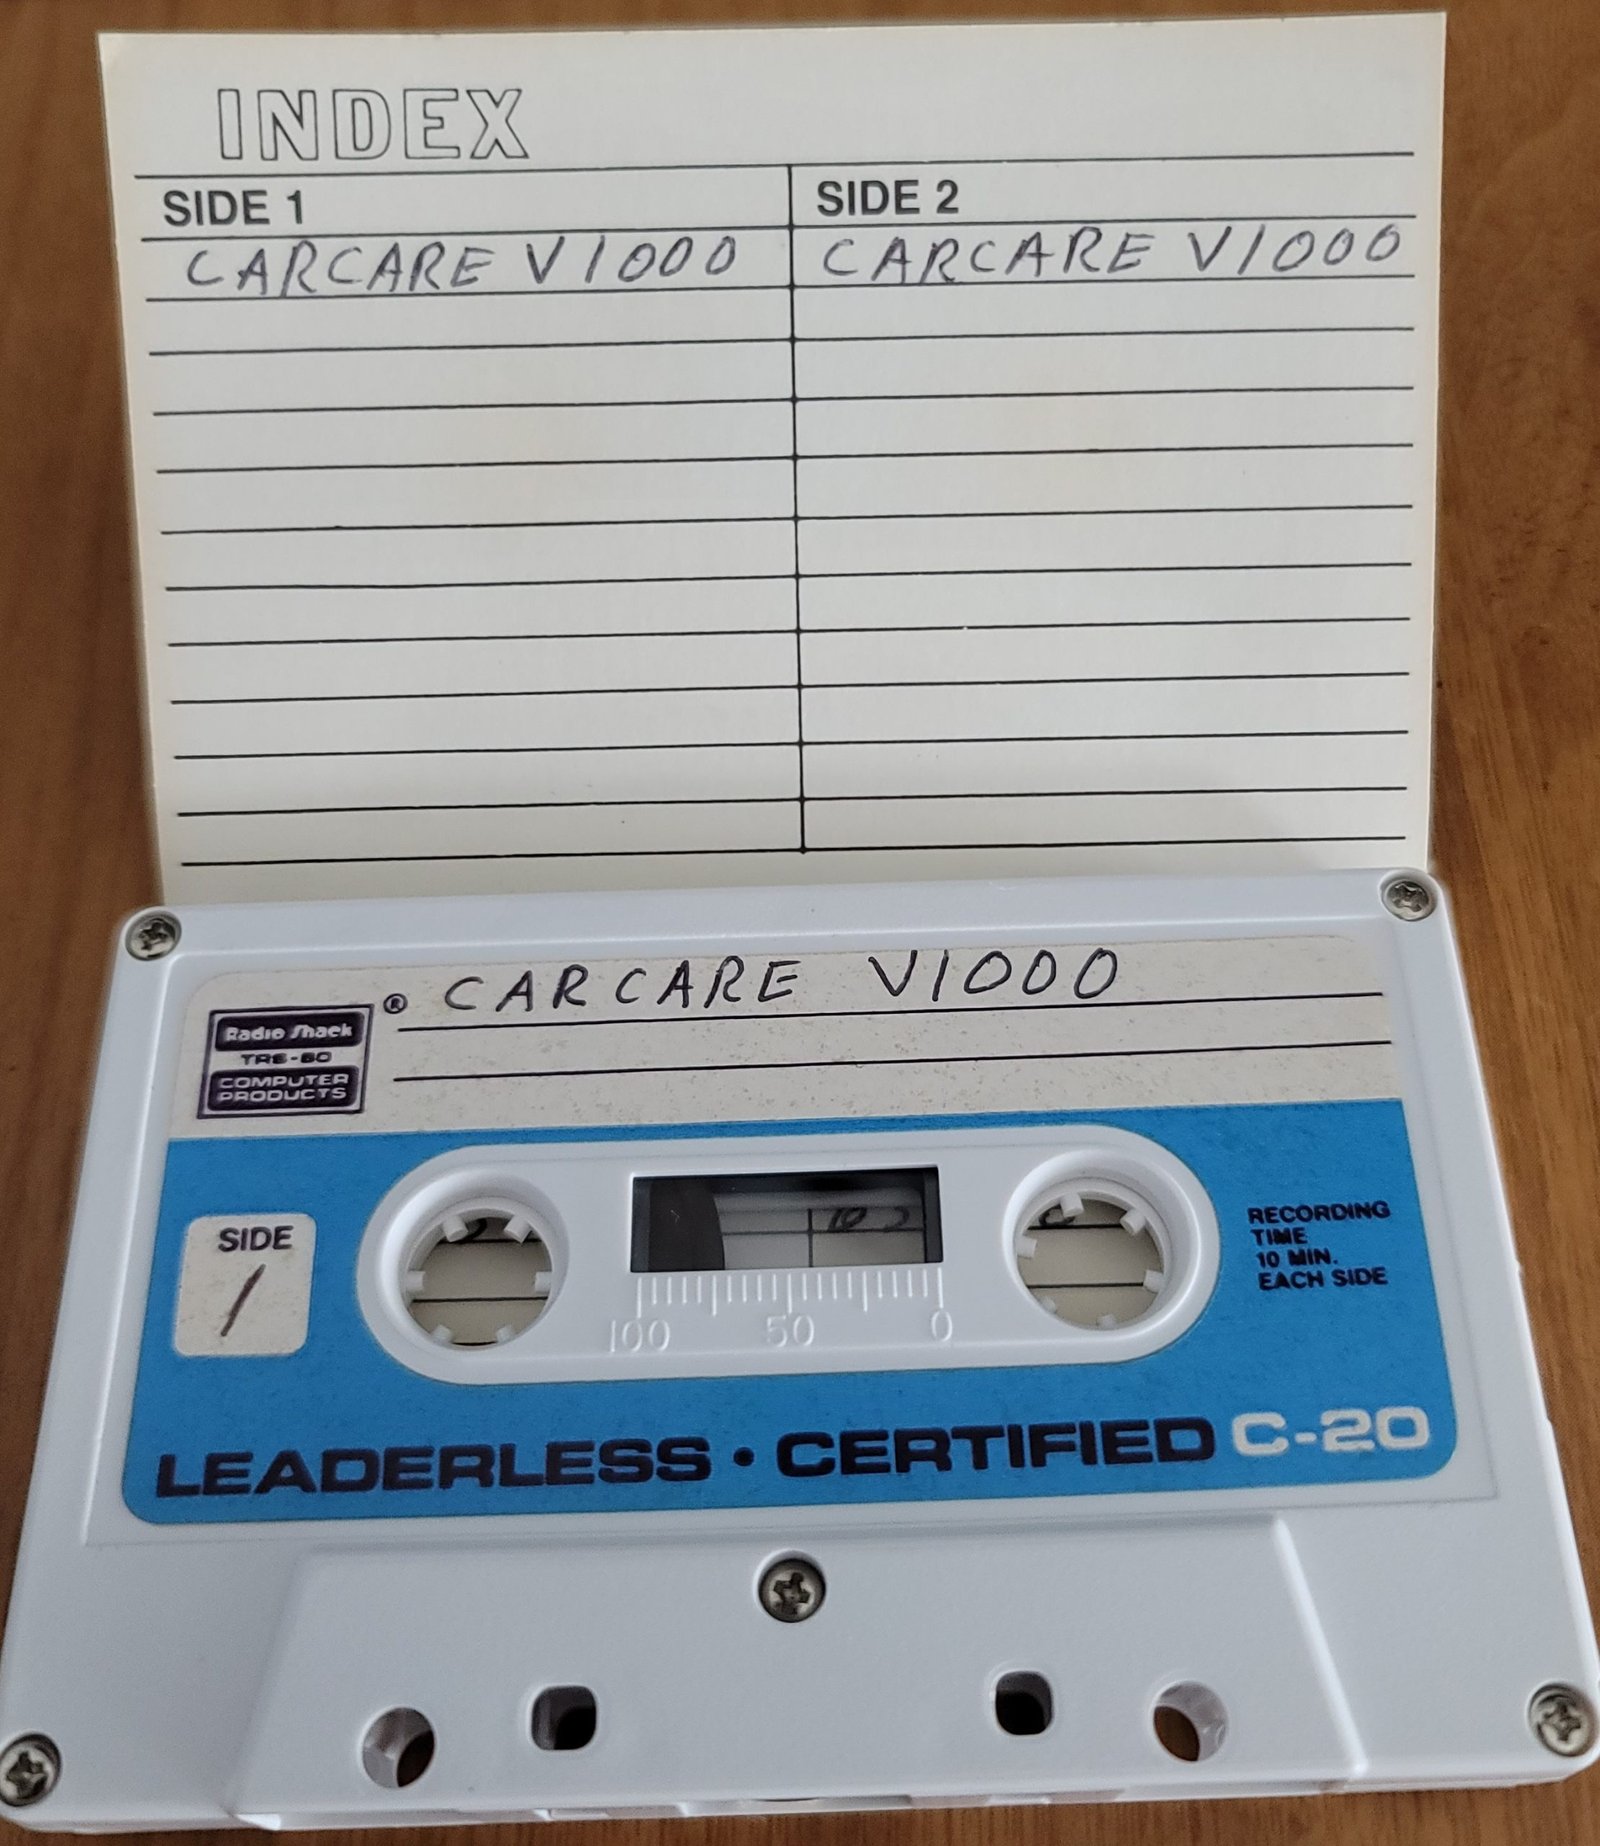 INDEX
SIDE 1
SIDE 2
CARCARE V1000
CARCARE V1000
CARCARE V1000
®
Radio Shack
TRS-80
COMPUTER
PRODUCTS
SIDE
1
100 50 0
RECORDING
TIME
10 MIN.
EACH SIDE
LEADERLESS • CERTIFIED C-20